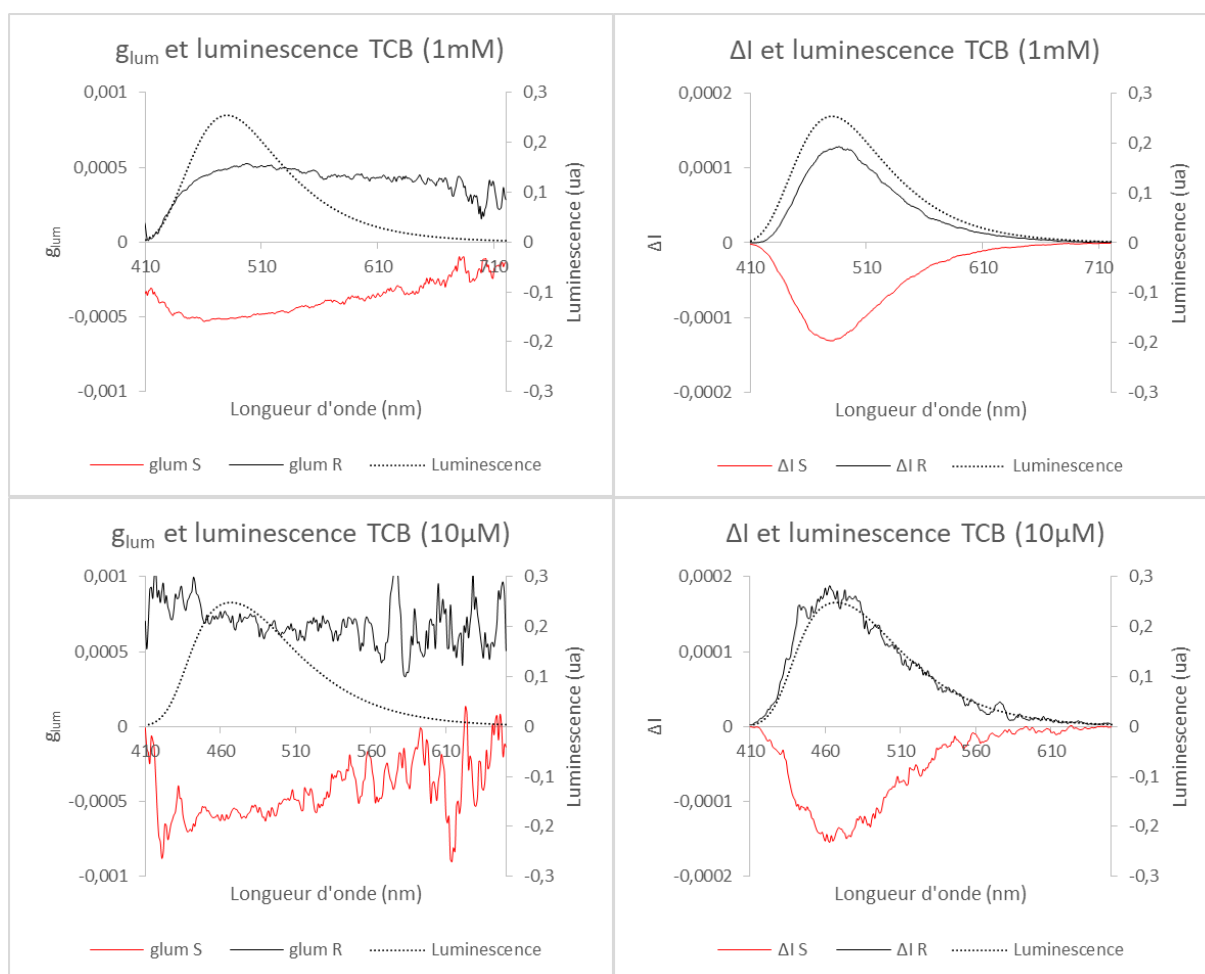 g_lum et luminescence TCB (1mM)
0,001
0,0005
0
-0,0005
-0,001
0,3
0,2
0,1
0
-0,1
-0,2
-0,3
410 510 610 710
g_lum
Luminescence (ua)
Longueur d'onde (nm)
glum S glum R Luminescence
ΔI et luminescence TCB (1mM)
0,0002
0,0001
0
-0,0001
-0,0002
0,3
0,2
0,1
0
-0,1
-0,2
-0,3
410 510 610 710
ΔI
Luminescence (ua)
Longueur d'onde (nm)
ΔI S ΔI R Luminescence
g_lum et luminescence TCB (10µM)
0,001
0,0005
0
-0,0005
-0,001
0,3
0,2
0,1
0
-0,1
-0,2
-0,3
410 460 510 560 610
g_lum
Luminescence (ua)
Longueur d'onde (nm)
glum S glum R Luminescence
ΔI et luminescence TCB (10µM)
0,0002
0,0001
0
-0,0001
-0,0002
0,3
0,2
0,1
0
-0,1
-0,2
-0,3
410 460 510 560 610
ΔI
Luminescence (ua)
Longueur d'onde (nm)
ΔI S ΔI R Luminescence